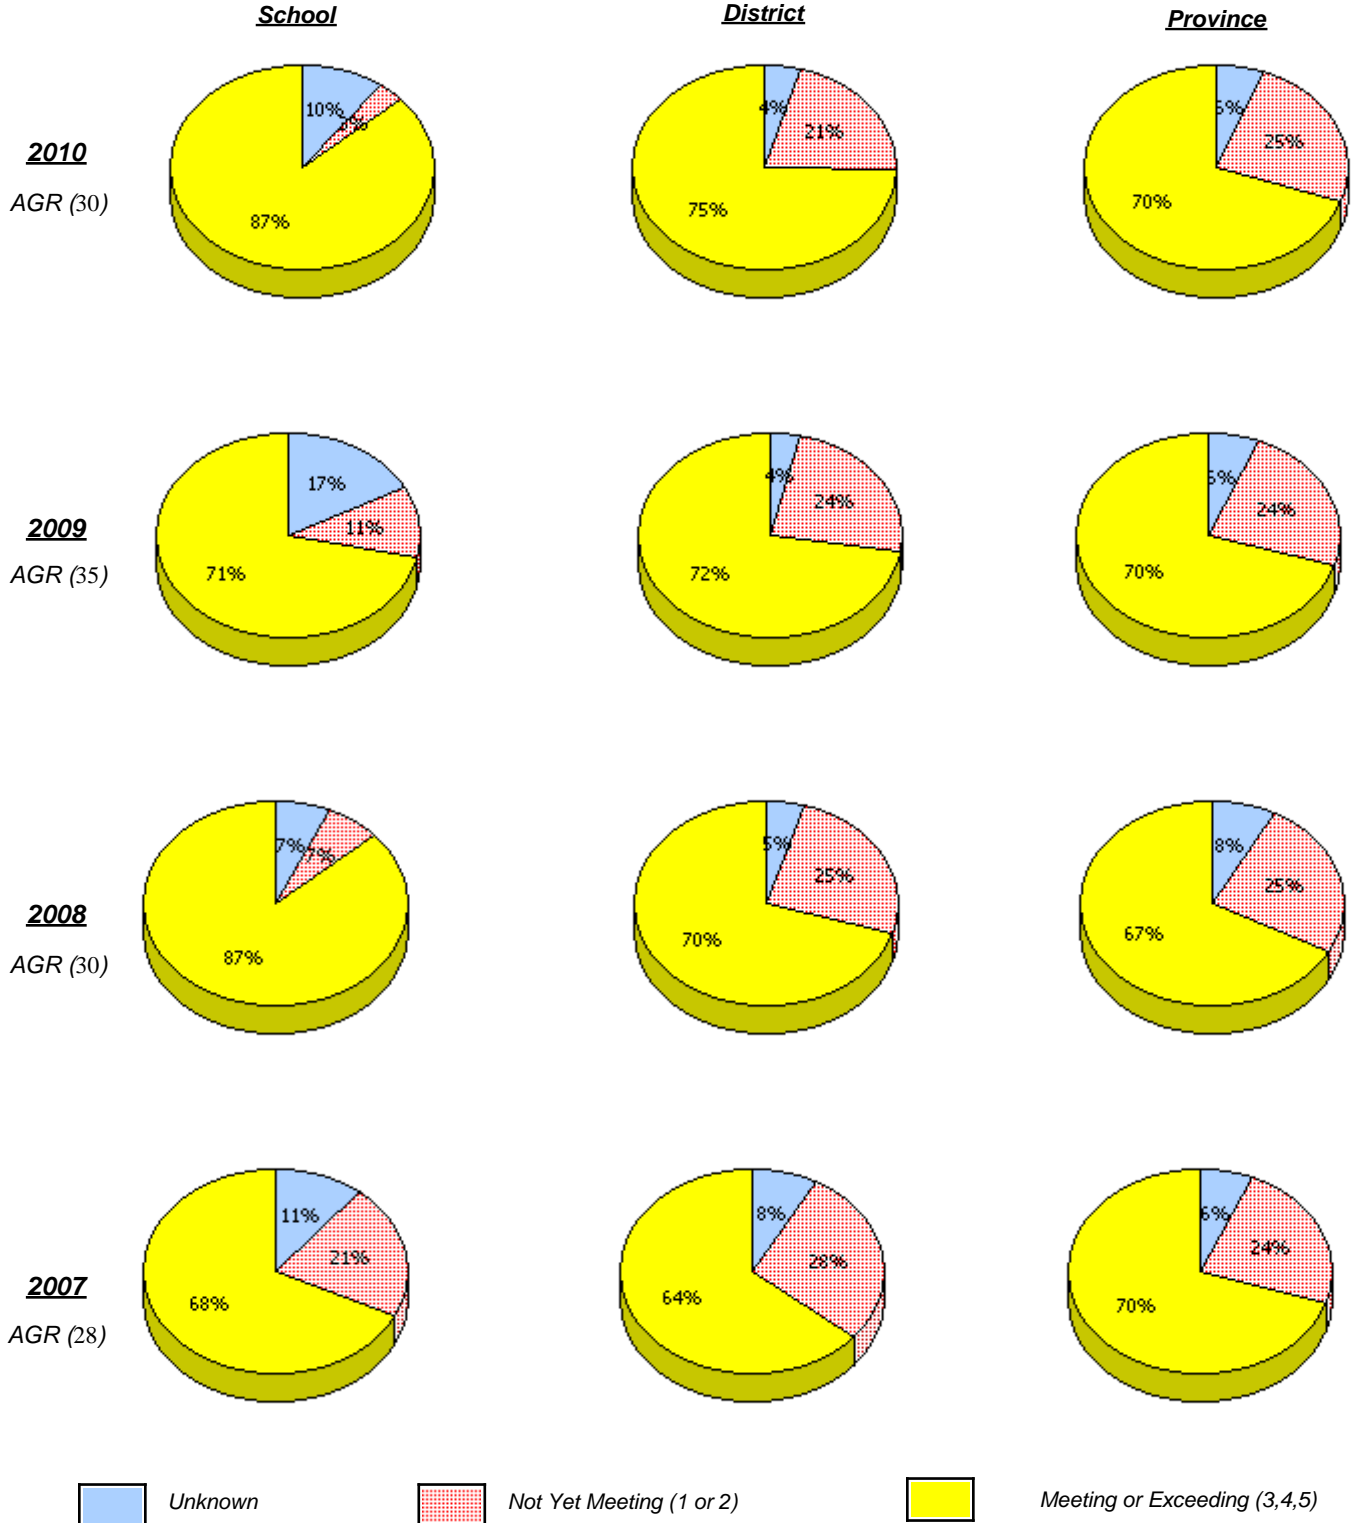 School District Province
10% 3% 87%
4% 21% 75%
25% 70%
2010
AGR (30)
17% 11% 71%
4% 24% 72%
24% 70%
2009
AGR (35)
7% 7% 87%
5% 25% 70%
8% 25% 67%
2008
AGR (30)
11% 21% 68%
8% 28% 64%
6% 24% 70%
2007
AGR (28)
Unknown Not Yet Meeting (1 or 2) Meeting or Exceeding (3,4,5)